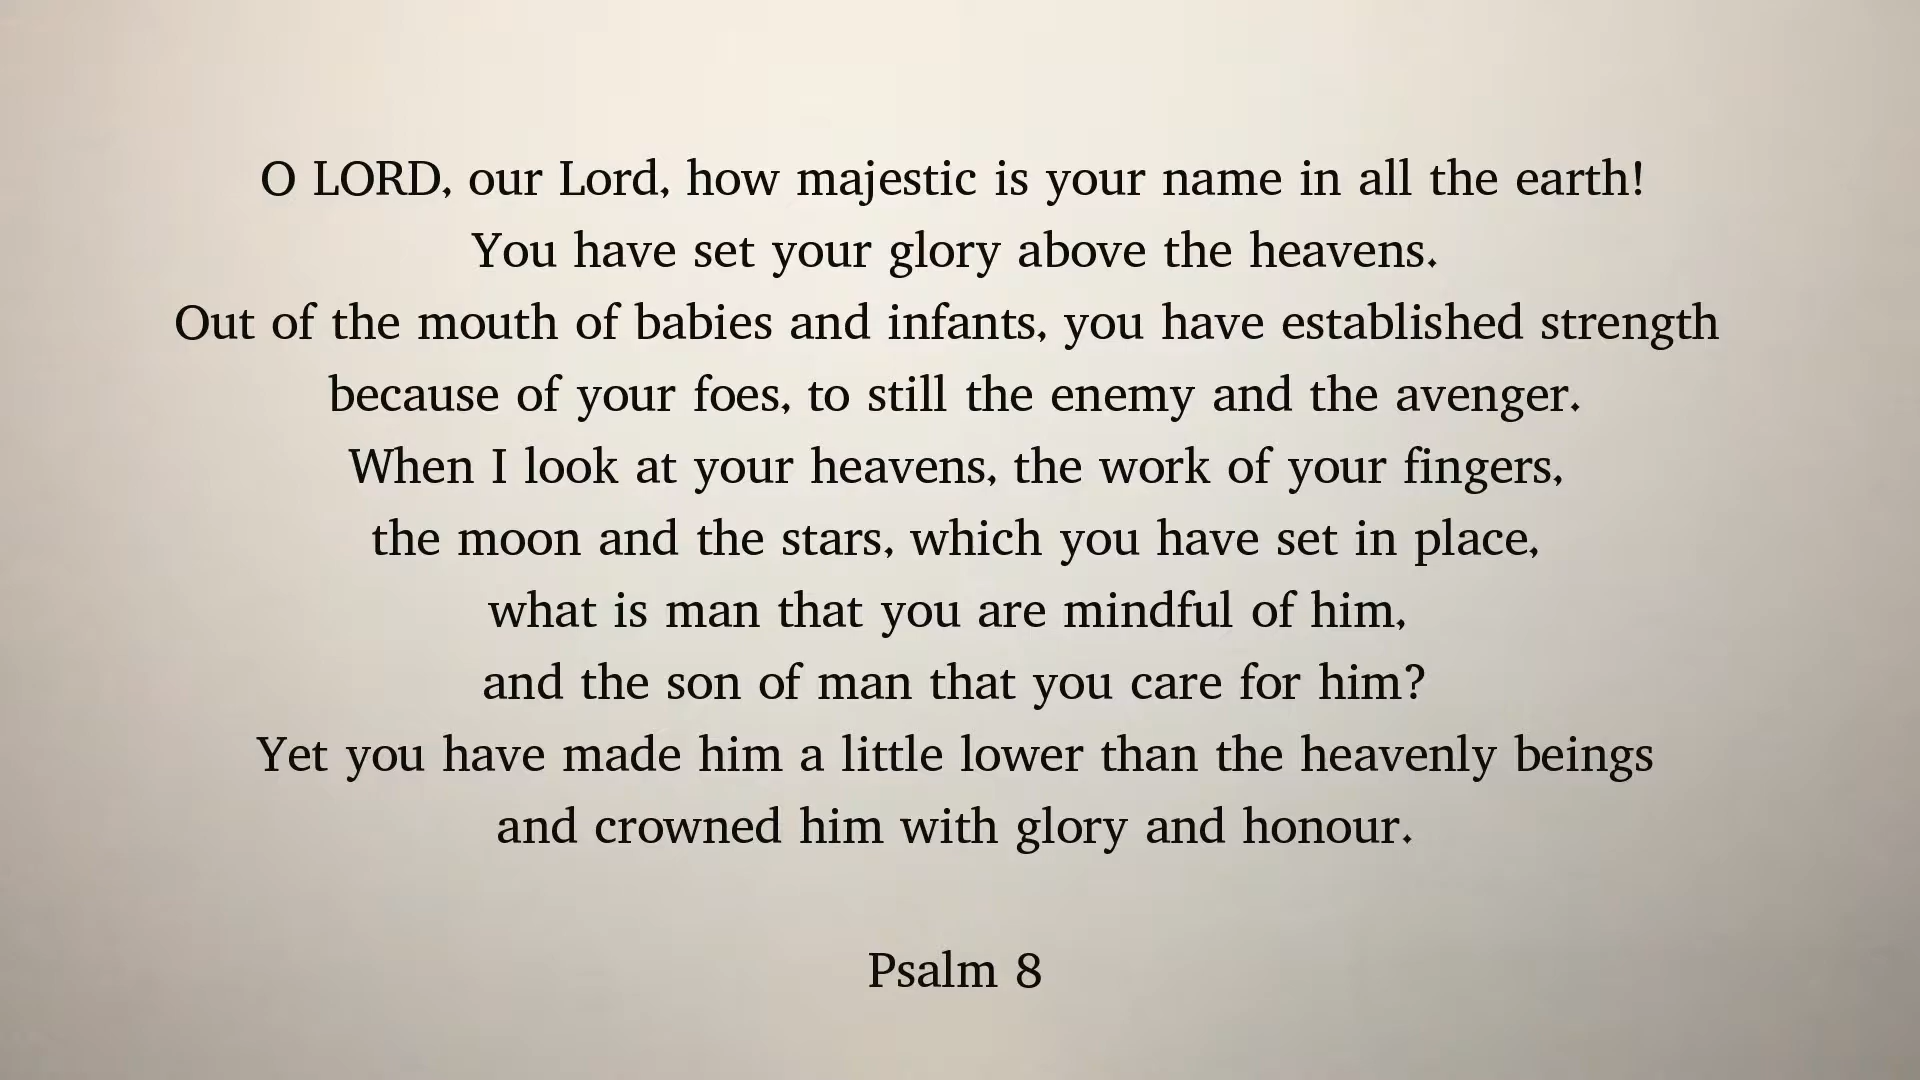 O LORD, our Lord, how majestic is your name in all the earth!
You have set your glory above the heavens.
Out of the mouth of babies and infants, you have established strength
because of your foes, to still the enemy and the avenger.
When I look at your heavens, the work of your fingers,
the moon and the stars, which you have set in place,
what is man that you are mindful of him,
and the son of man that you care for him?
Yet you have made him a little lower than the heavenly beings
and crowned him with glory and honour.
Psalm 8